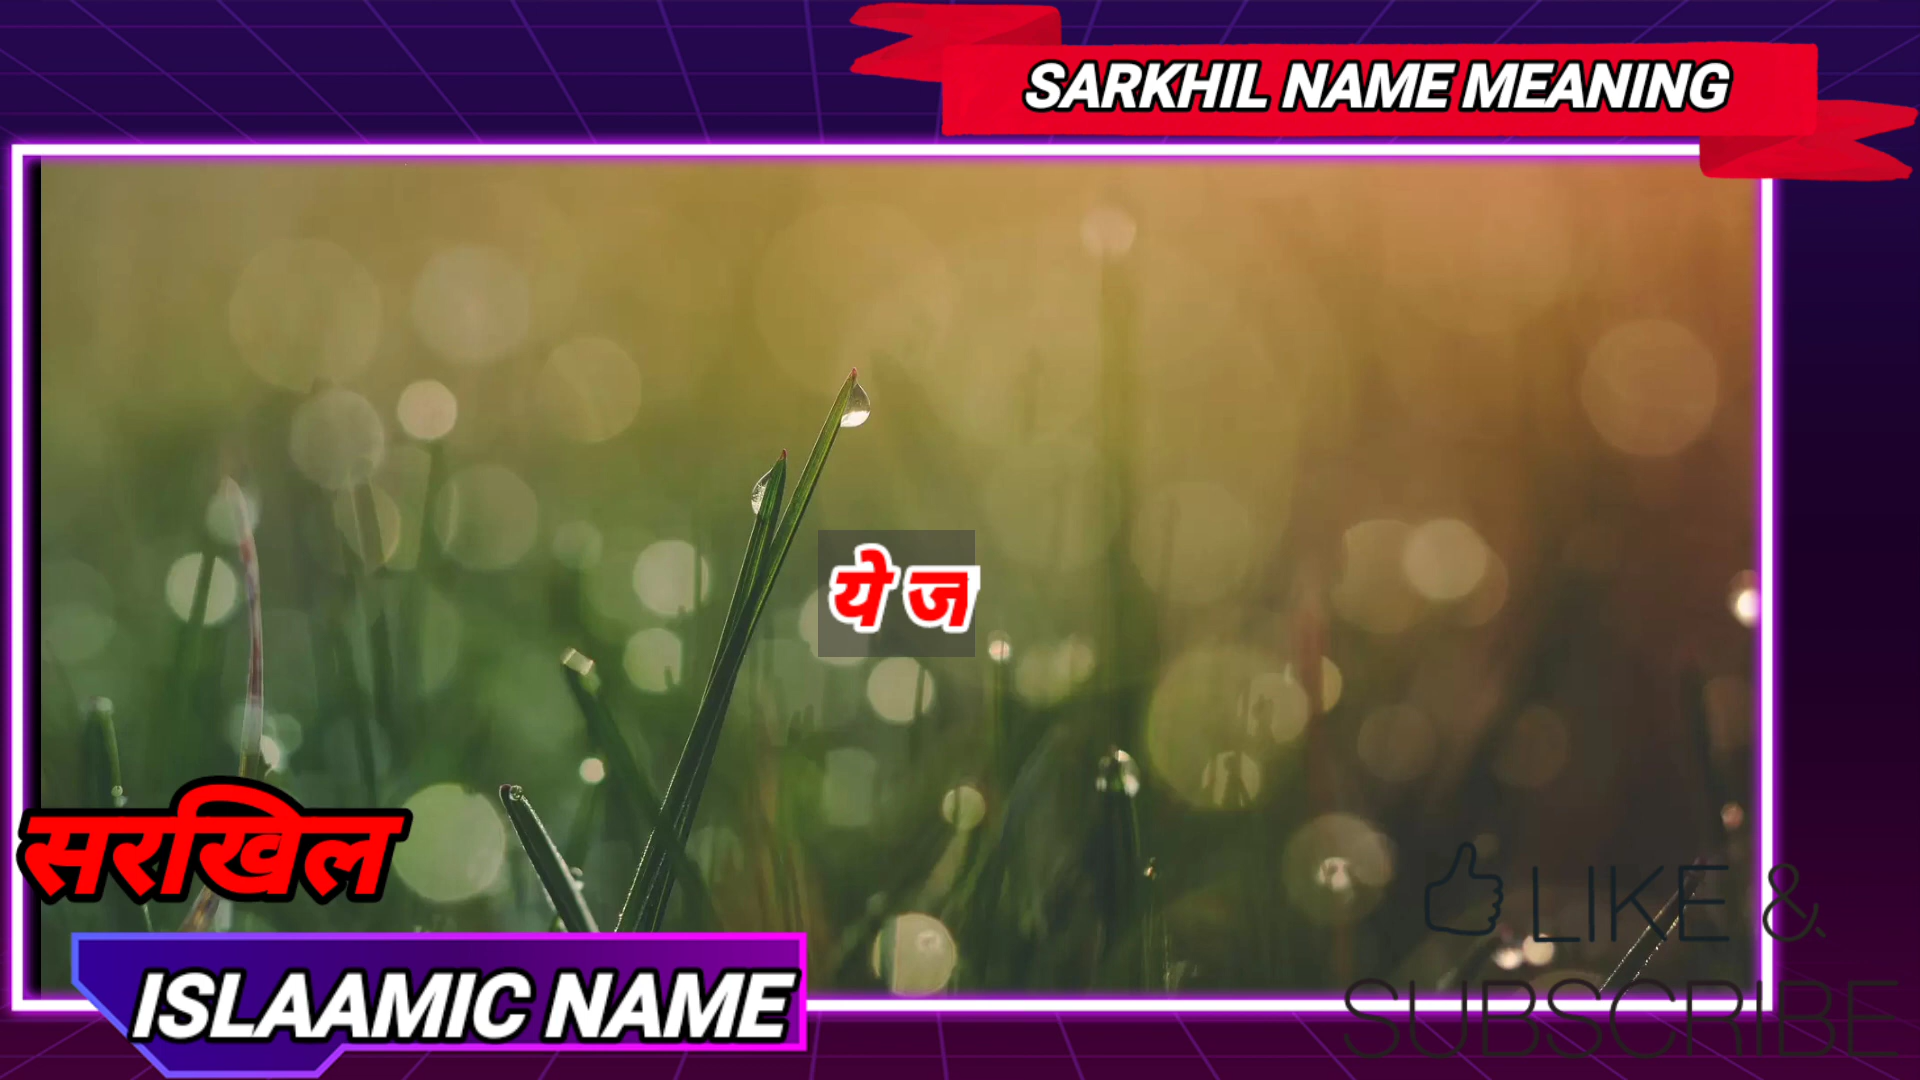 SARKHIL NAME MEANING
ये ज
सरखिल
ISLAAMIC NAME
LIKE &
SUBSCRIBE